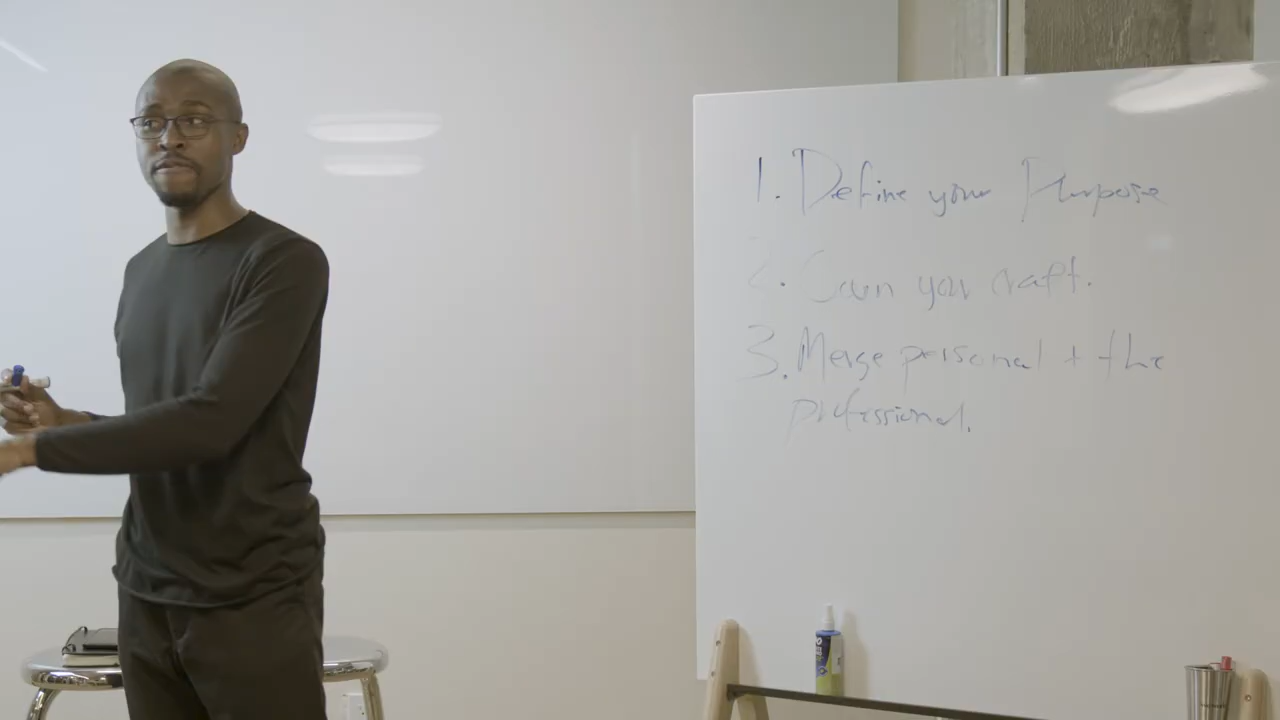 1. Define your Purpose
2. Own your craft.
3. Merge personal + the
professional.